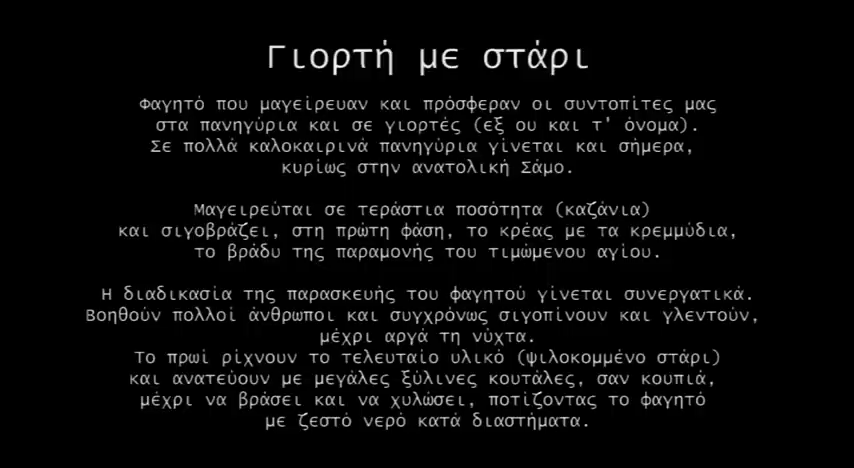 Γιορτή με στάρι
Φαγητό που μαγείρευαν και πρόσφεραν οι συντοπίτες μας
στα πανηγύρια και σε γιορτές (εξ ου και τ' όνομα).
Σε πολλά καλοκαιρινά πανηγύρια γίνεται και σήμερα,
κυρίως στην ανατολική Σάμο.
Μαγειρεύται σε τεράστια ποσότητα (καζάνια)
και σιγοβράζει, στη πρώτη φάση, το κρέας με τα κρεμμύδια,
το βράδυ της παραμονής του τιμώμενου αγίου.
Η διαδικασία της παρασκευής του φαγητού γίνεται συνεργατικά.
Βοηθούν πολλοί άνθρωποι και συγχρόνως σιγοπίνουν και γλεντούν,
μέχρι αργά τη νύχτα.
Το πρωί ρίχνουν το τελευταίο υλικό (ψιλοκομμένο στάρι)
και ανατεύουν με μεγάλες ξύλινες κουτάλες, σαν κουπιά,
μέχρι να βράσει και να χυλώσει, ποτίζοντας το φαγητό
με ζεστό νερό κατά διαστήματα.